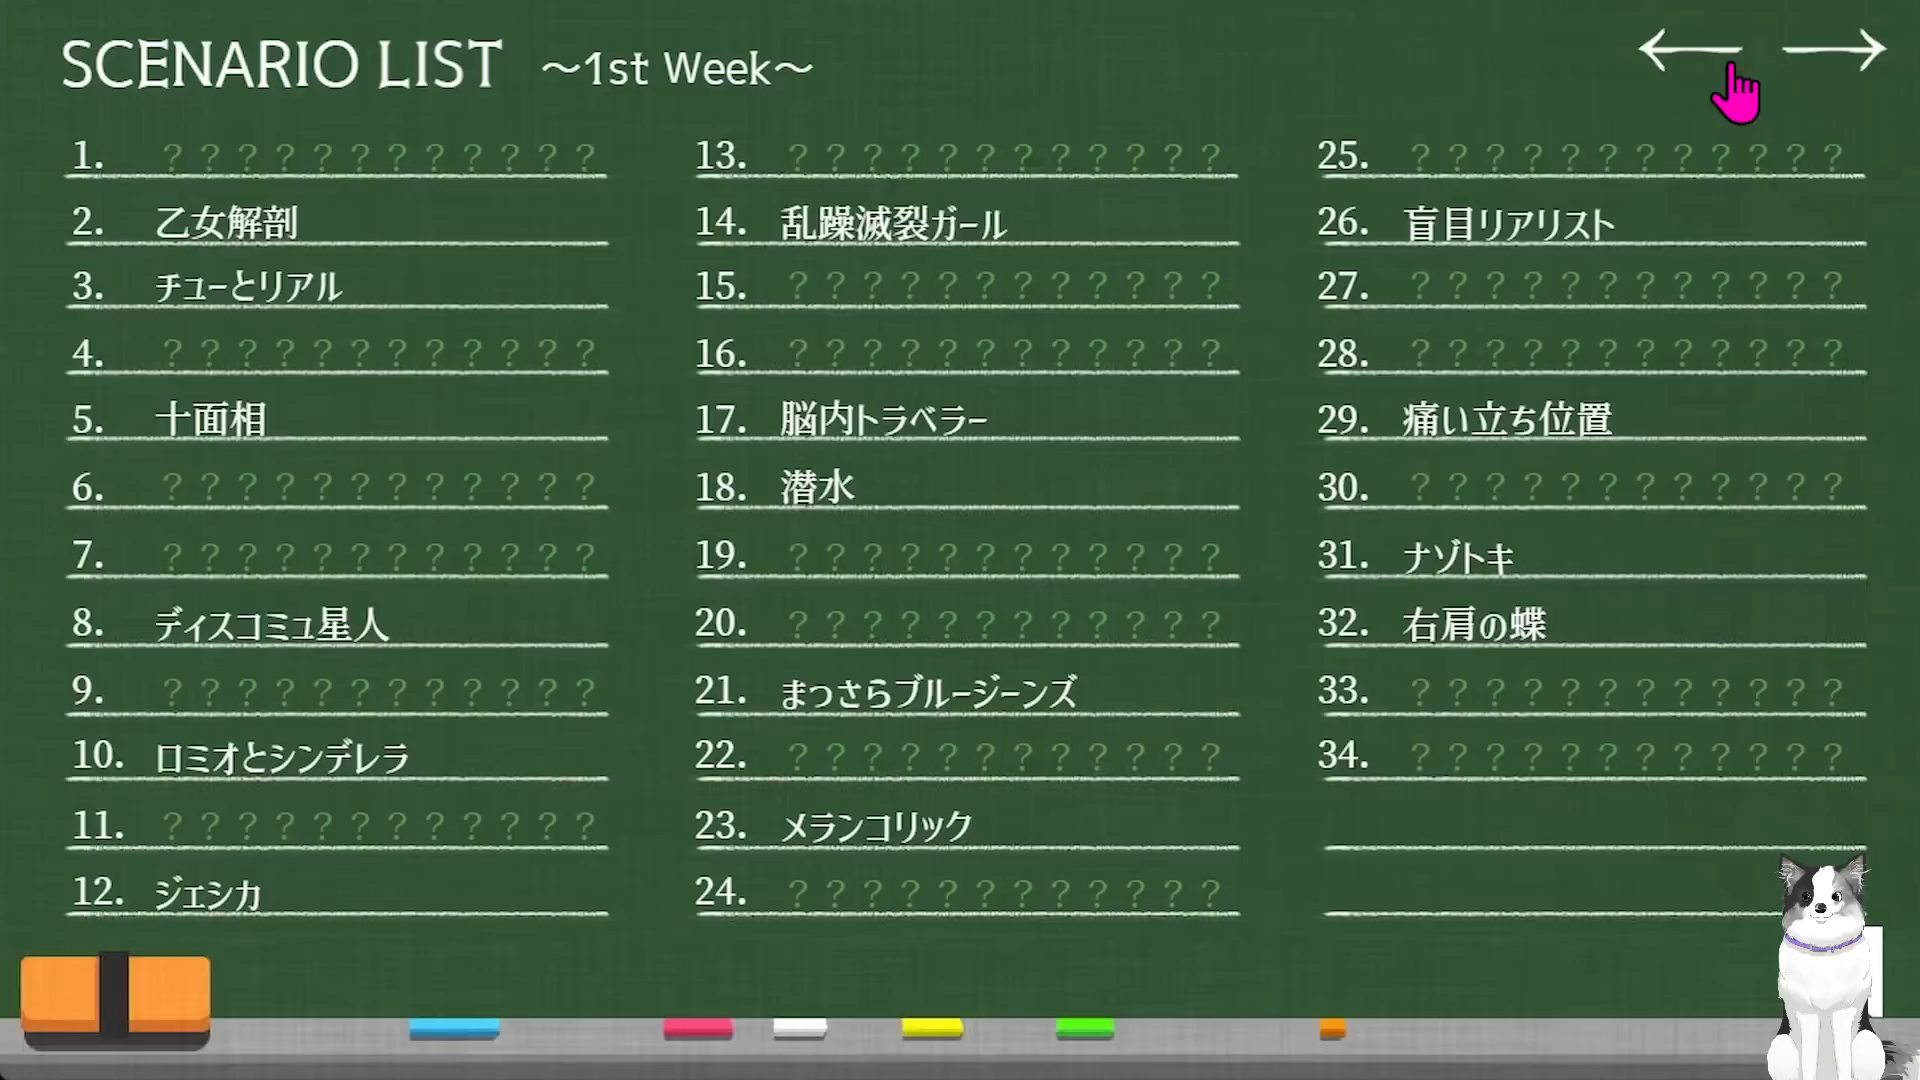 SCENARIO LIST ～1st Week～
1. ？？？？？？？？？？？？
2. 乙女解剖
3. チューとリアル
4. ？？？？？？？？？？？？
5. 十面相
6. ？？？？？？？？？？？？
7. ？？？？？？？？？？？？
8. ディスコミュ星人
9. ？？？？？？？？？？？？
10. ロミオとシンデレラ
11. ？？？？？？？？？？？？
12. ジェシカ
13. ？？？？？？？？？？？？
14. 乱躁滅裂ガール
15. ？？？？？？？？？？？？
16. ？？？？？？？？？？？？
17. 脳内トラベラー
18. 潜水
19. ？？？？？？？？？？？？
20. ？？？？？？？？？？？？
21. まっさらブルージーンズ
22. ？？？？？？？？？？？？
23. メランコリック
24. ？？？？？？？？？？？？
25. ？？？？？？？？？？？？
26. 盲目リアリスト
27. ？？？？？？？？？？？？
28. ？？？？？？？？？？？？
29. 痛い立ち位置
30. ？？？？？？？？？？？？
31. ナゾトキ
32. 右肩の蝶
33. ？？？？？？？？？？？？
34. ？？？？？？？？？？？？